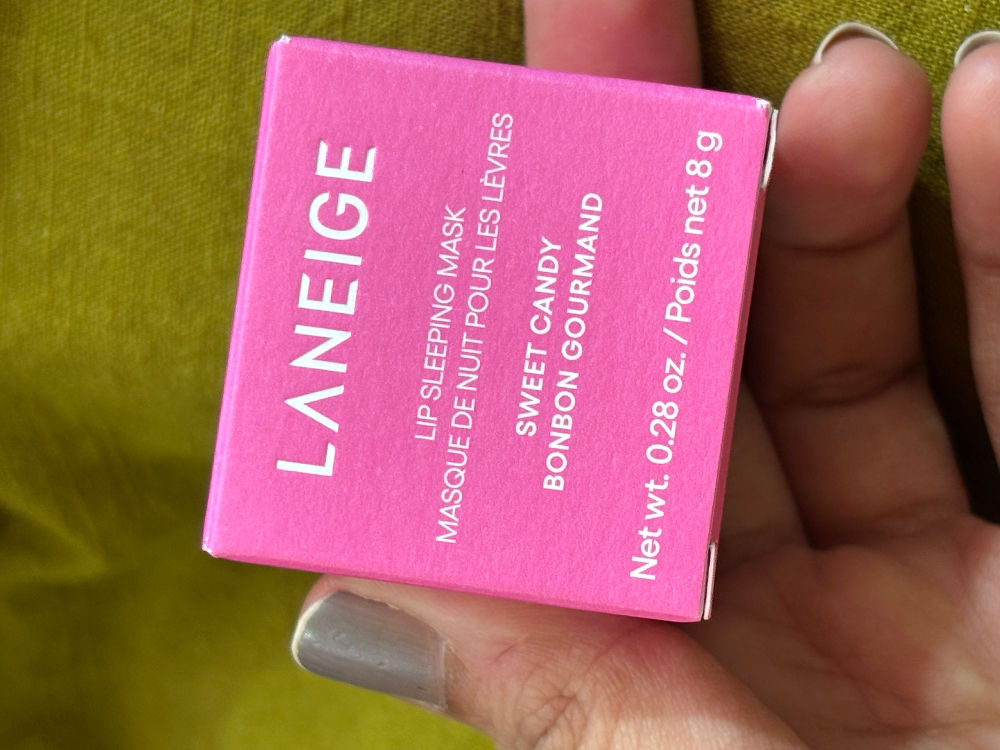 LANEIGE
LIP SLEEPING MASK
MASQUE DE NUIT POUR LES LÈVRES
SWEET CANDY
BONBON GOURMAND
Net wt. 0.28 oz. / Poids net 8 g